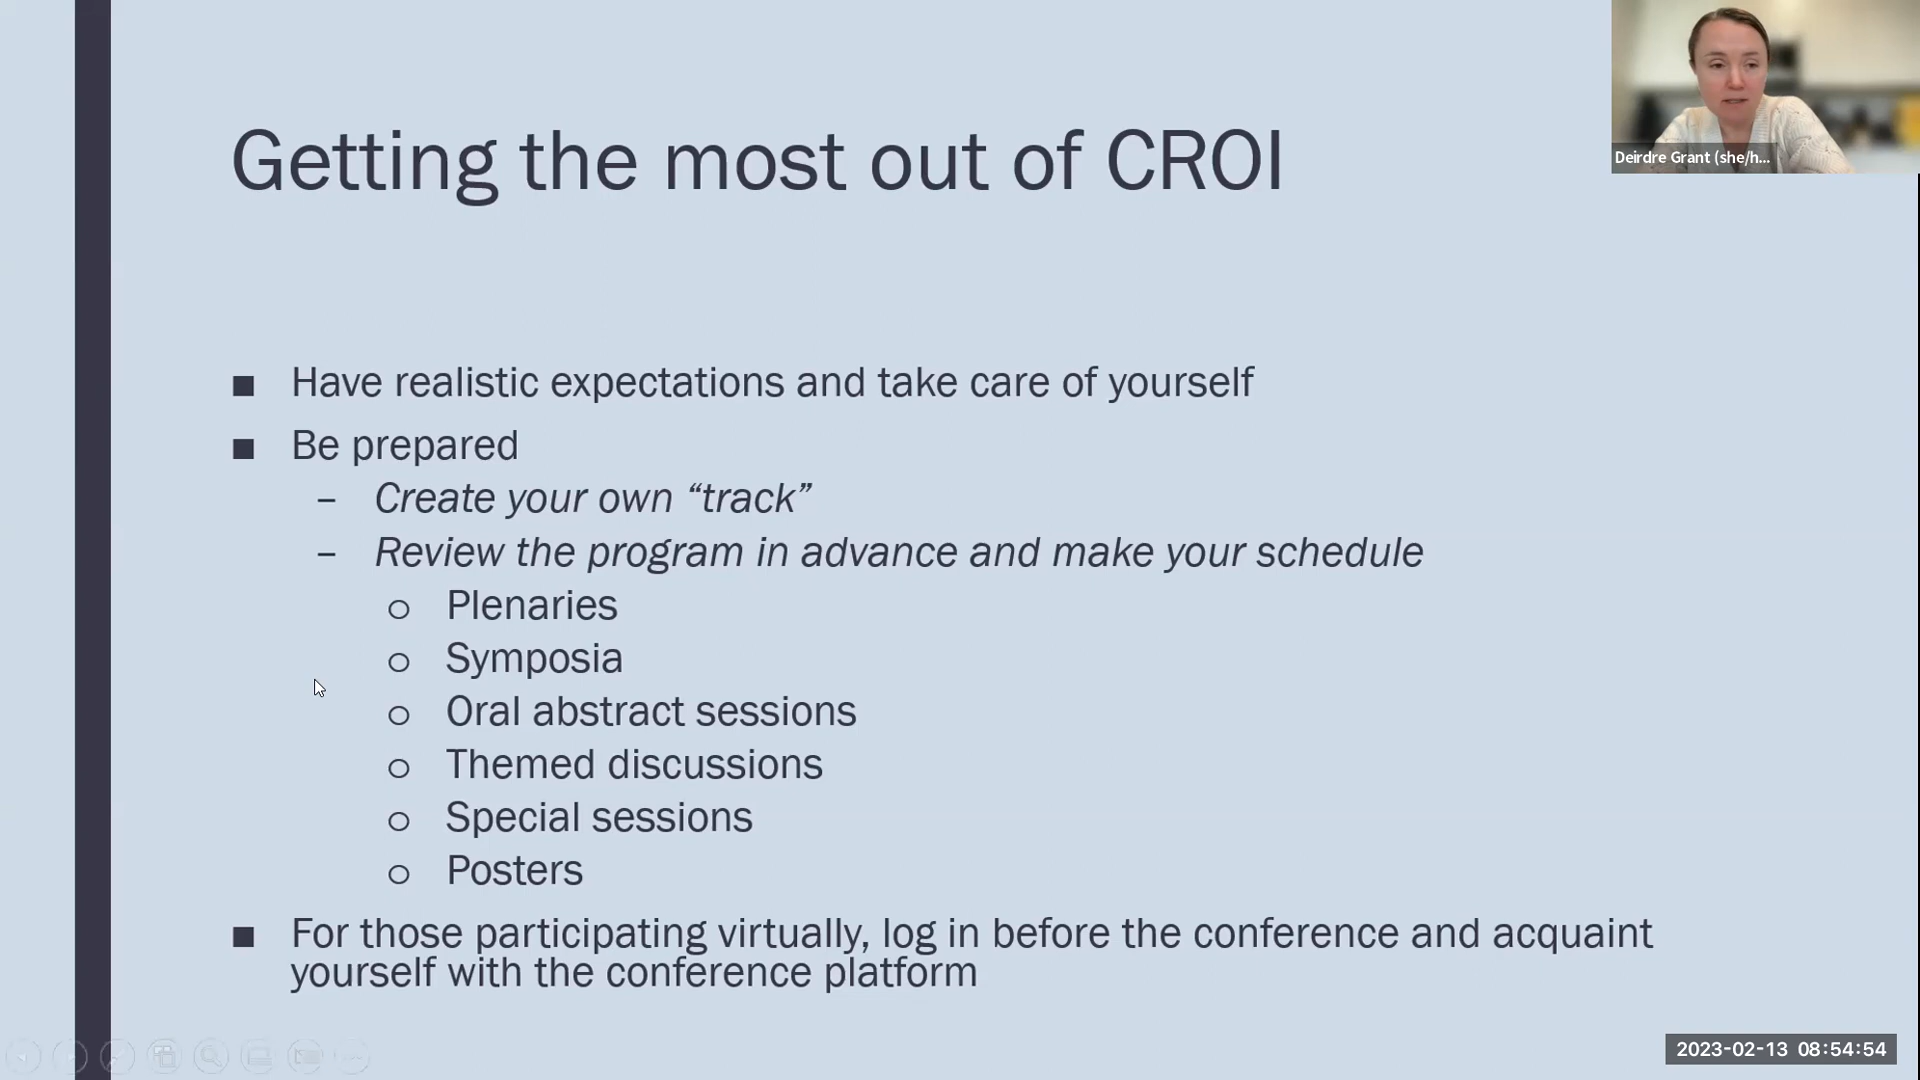 Getting the most out of CROI
Deirdre Grant (she/h...
■ Have realistic expectations and take care of yourself
■ Be prepared
– Create your own “track”
– Review the program in advance and make your schedule
o Plenaries
o Symposia
o Oral abstract sessions
o Themed discussions
o Special sessions
o Posters
■ For those participating virtually, log in before the conference and acquaint
yourself with the conference platform
2023-02-13 08:54:54